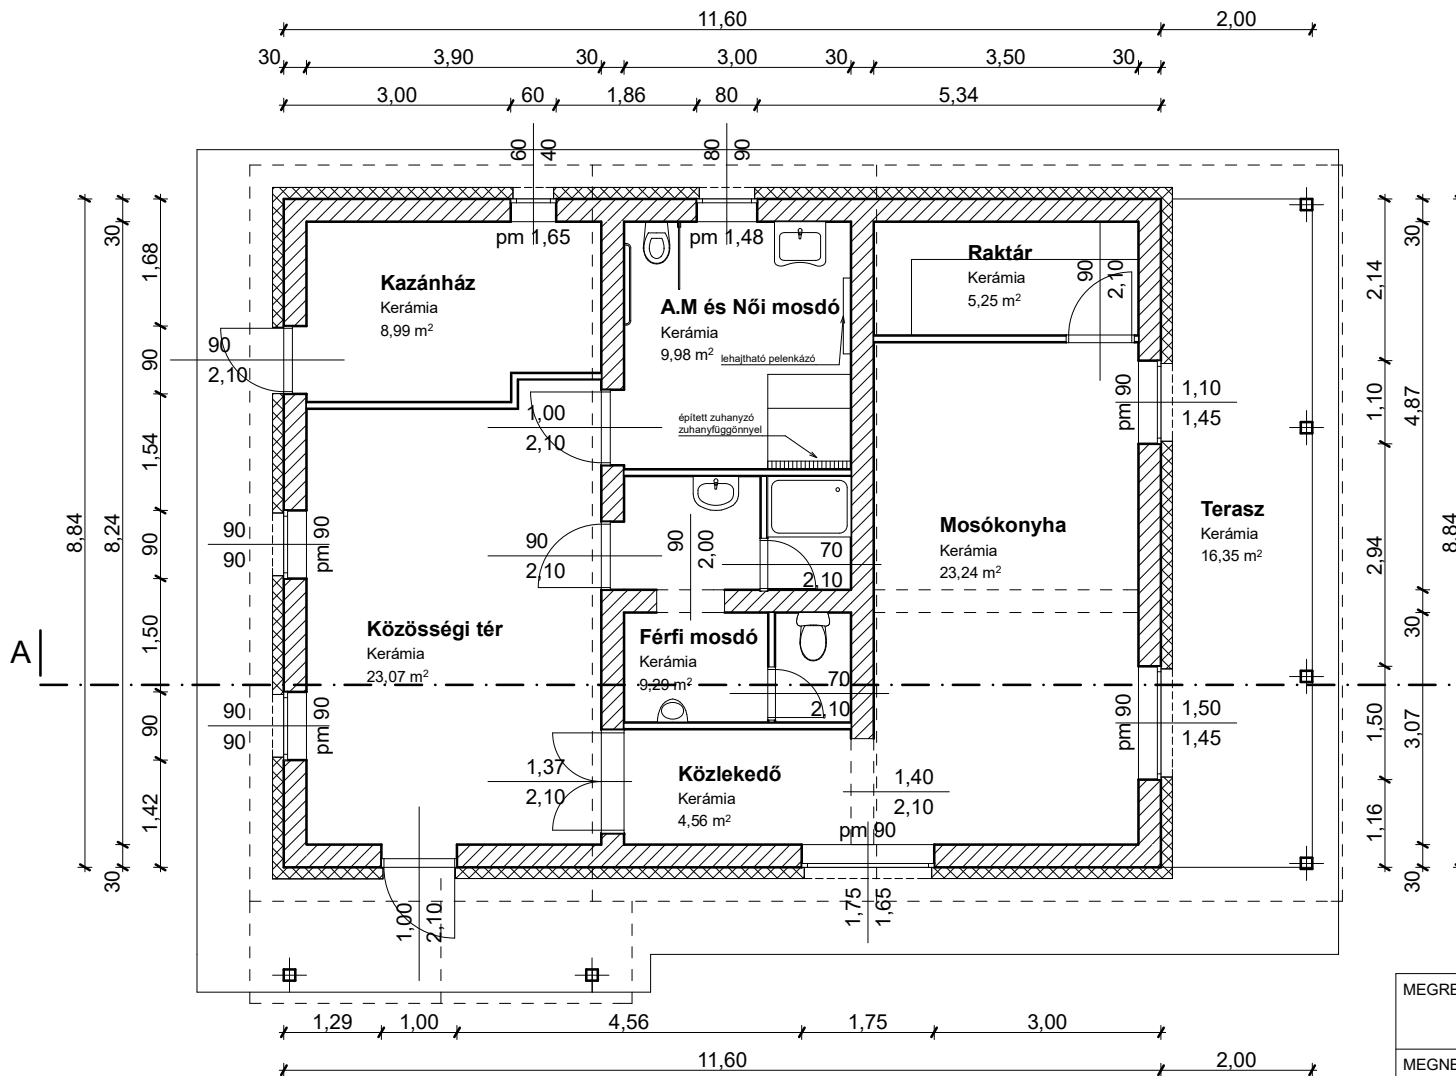 11,60
2,00
30
3,90
30
3,00
30
3,50
30
3,00
60
1,86
80
5,34
60
40
80
90
pm 1,65
pm 1,48
Kazánház
Kerámia
8,99 m²
A.M és Női mosdó
Kerámia
9,98 m²
lehajtható pelenkázó
épített zuhanyzó
zuhanyfüggönnyel
Raktár
Kerámia
5,25 m²
90
2,10
90
2,10
1,00
2,10
90
2,10
90
2,00
70
2,10
Mosókonyha
Kerámia
23,24 m²
Terasz
Kerámia
16,35 m²
pm 90
1,10
1,45
90
90
pm 90
Közösségi tér
Kerámia
23,07 m²
Férfi mosdó
Kerámia
9,29 m²
70
2,10
A
90
90
pm 90
pm 90
1,50
1,45
1,37
2,10
Közlekedő
Kerámia
4,56 m²
1,40
2,10
pm 90
1,75
1,65
1,00
2,10
8,84
30
8,24
30
1,68
90
1,54
90
1,50
90
1,42
2,14
1,10
2,94
1,50
1,16
30
4,87
30
3,07
30
8,84
1,29
1,00
4,56
1,75
3,00
11,60
2,00
MEGRE
MEGNE